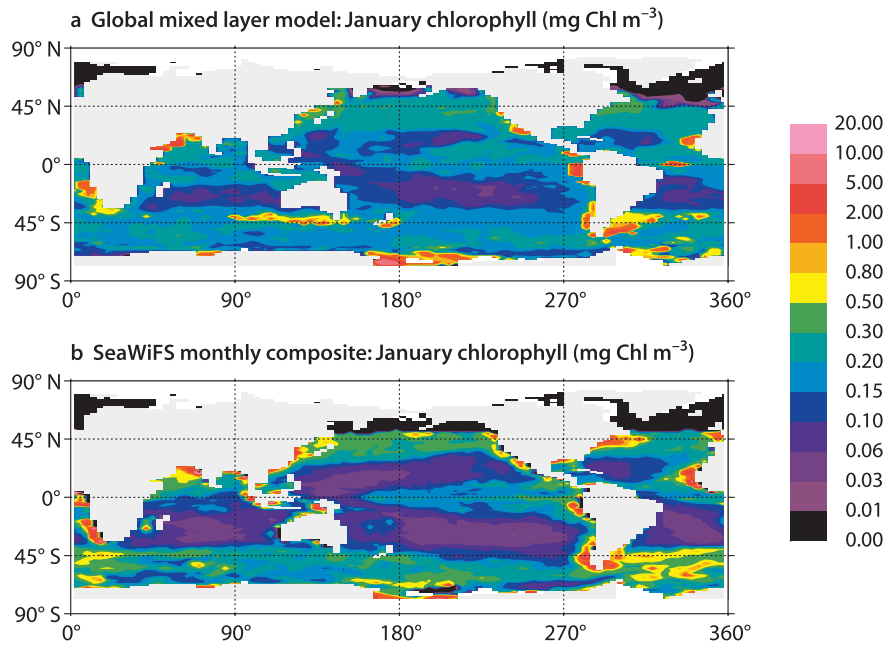 a Global mixed layer model: January chlorophyll (mg Chl m⁻³)
90° N
45° N
0°
45° S
90° S
0° 90° 180° 270° 360°
b SeaWiFS monthly composite: January chlorophyll (mg Chl m⁻³)
90° N
45° N
0°
45° S
90° S
0° 90° 180° 270° 360°
20.00
10.00
5.00
2.00
1.00
0.80
0.50
0.30
0.20
0.15
0.10
0.06
0.03
0.01
0.00